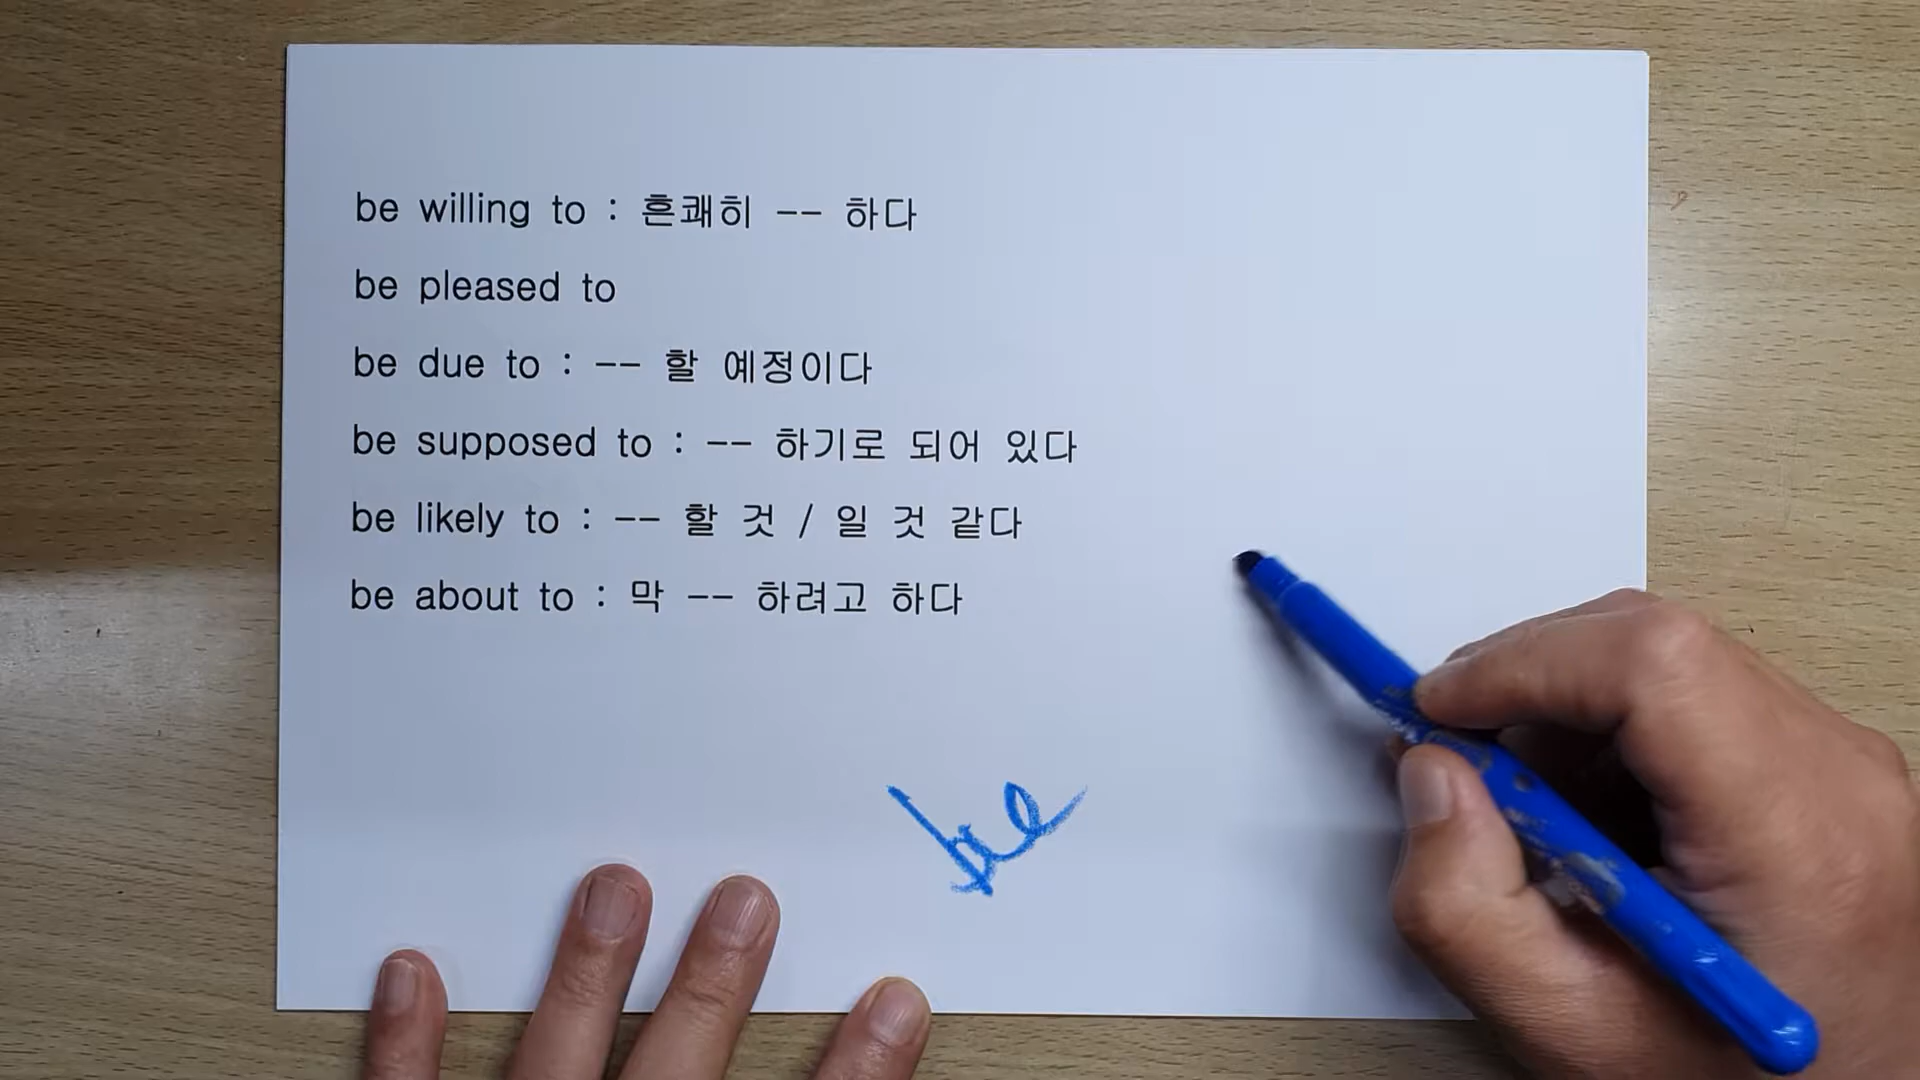 be willing to : 흔쾌히 -- 하다
be pleased to
be due to : -- 할 예정이다
be supposed to : -- 하기로 되어 있다
be likely to : -- 할 것 / 일 것 같다
be about to : 막 -- 하려고 하다
be